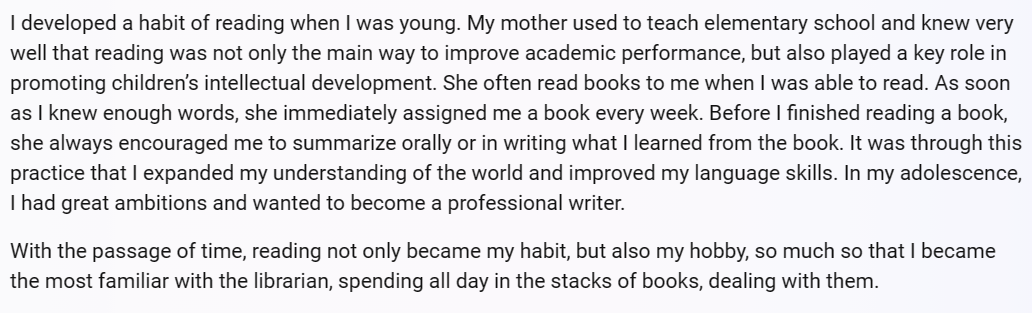 I developed a habit of reading when I was young. My mother used to teach elementary school and knew very
well that reading was not only the main way to improve academic performance, but also played a key role in
promoting children’s intellectual development. She often read books to me when I was able to read. As soon
as I knew enough words, she immediately assigned me a book every week. Before I finished reading a book,
she always encouraged me to summarize orally or in writing what I learned from the book. It was through this
practice that I expanded my understanding of the world and improved my language skills. In my adolescence,
I had great ambitions and wanted to become a professional writer.
With the passage of time, reading not only became my habit, but also my hobby, so much so that I became
the most familiar with the librarian, spending all day in the stacks of books, dealing with them.